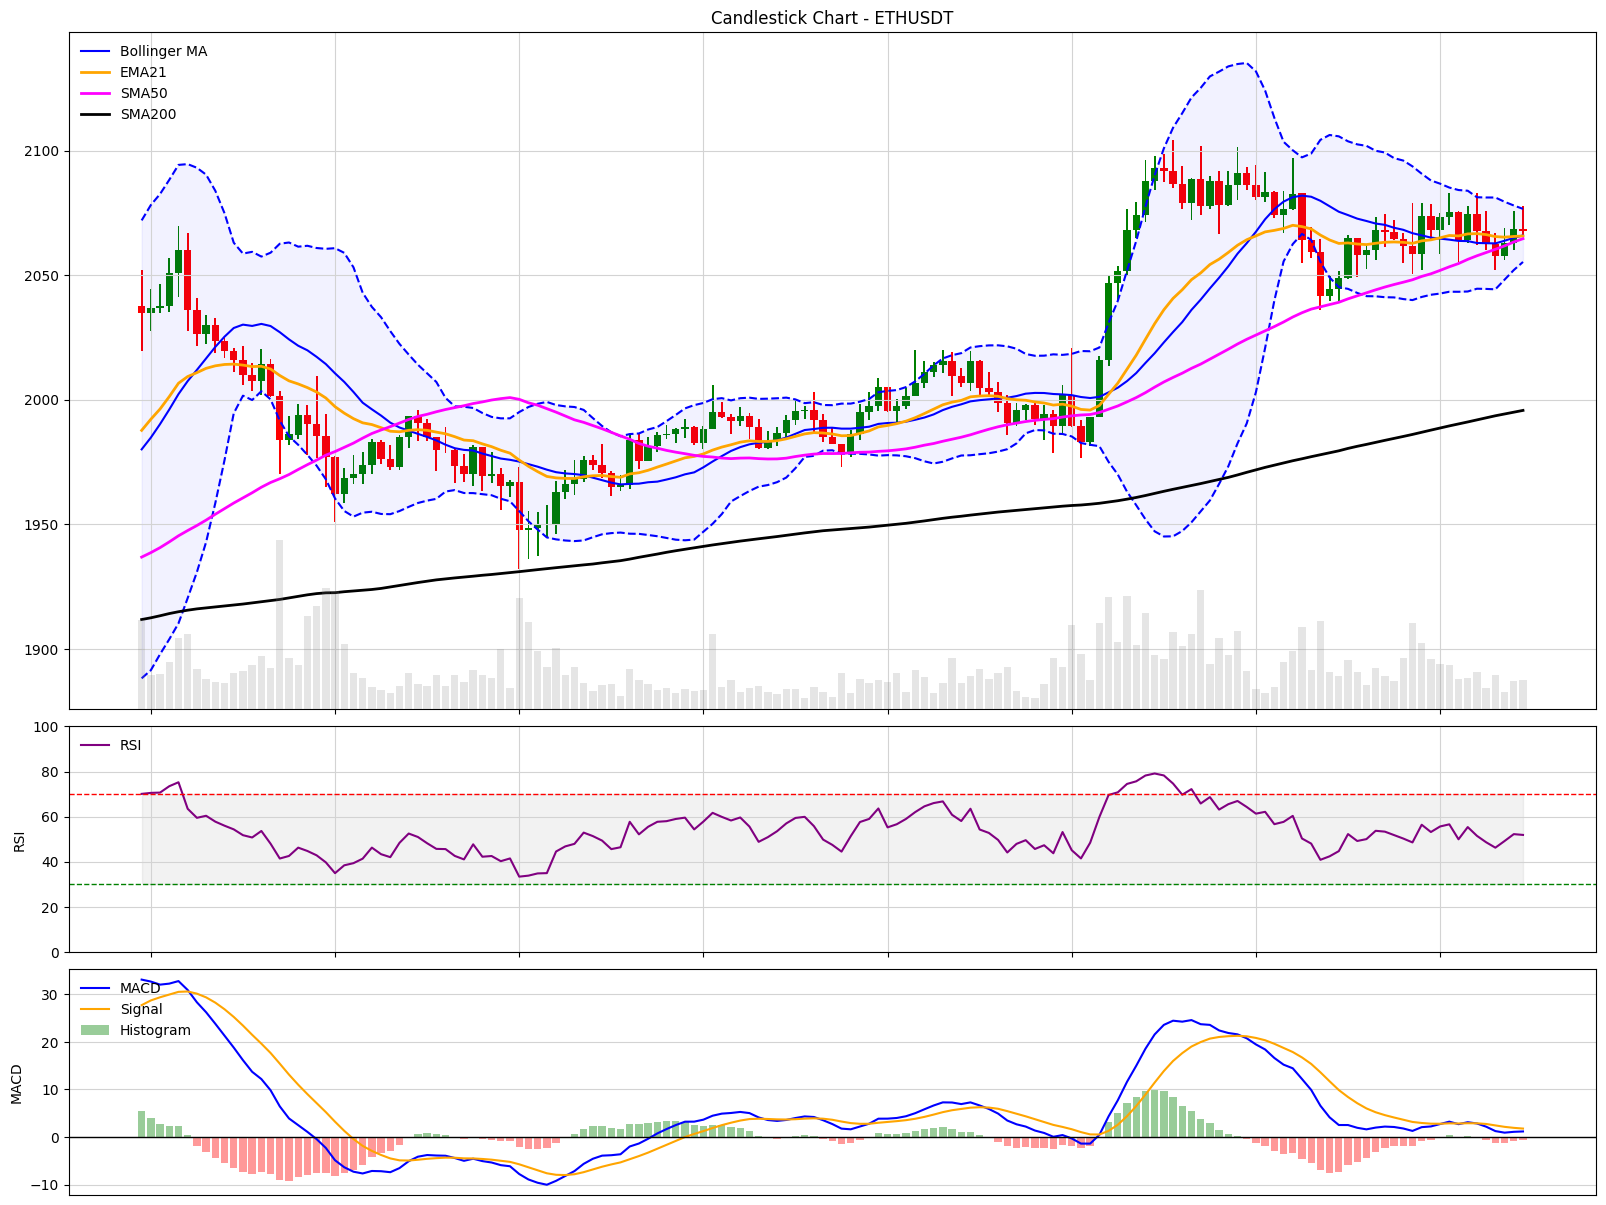 Candlestick Chart - ETHUSDT
Bollinger MA
EMA21
SMA50
SMA200
2100
2050
2000
1950
1900
100
80
60
40
20
0
RSI
RSI
30
20
10
0
−10
MACD
MACD
Signal
Histogram